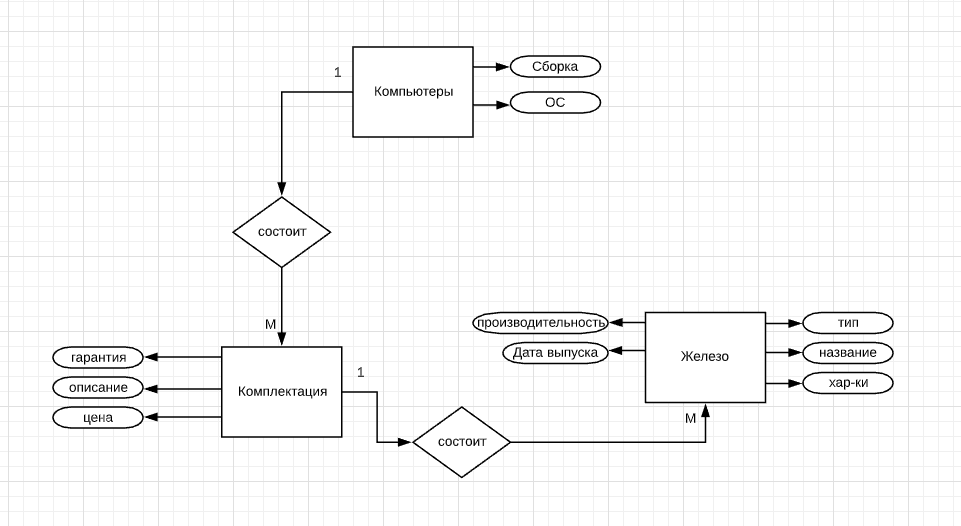 1
Компьютеры
Сборка
ОС
состоит
М
производительность
Дата выпуска
Железо
тип
название
хар-ки
гарантия
описание
цена
Комплектация
1
состоит
М